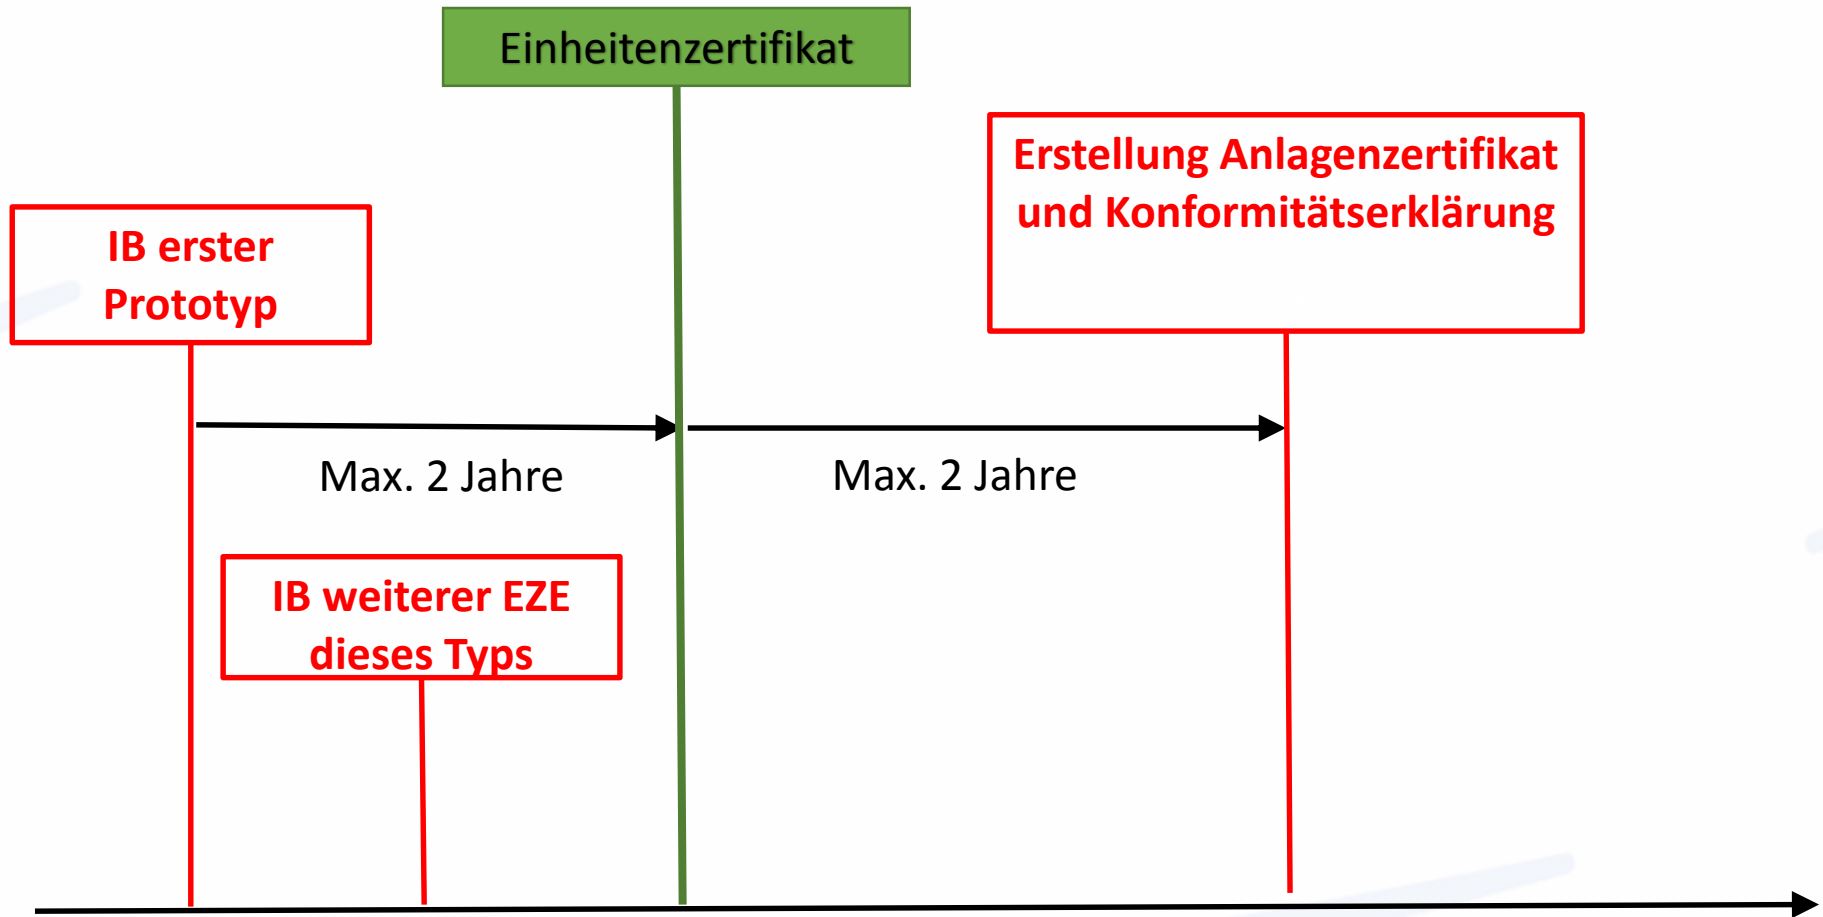 Einheitenzertifikat
Erstellung Anlagenzertifikat
und Konformitätserklärung
IB erster
Prototyp
Max. 2 Jahre
Max. 2 Jahre
IB weiterer EZE
dieses Typs